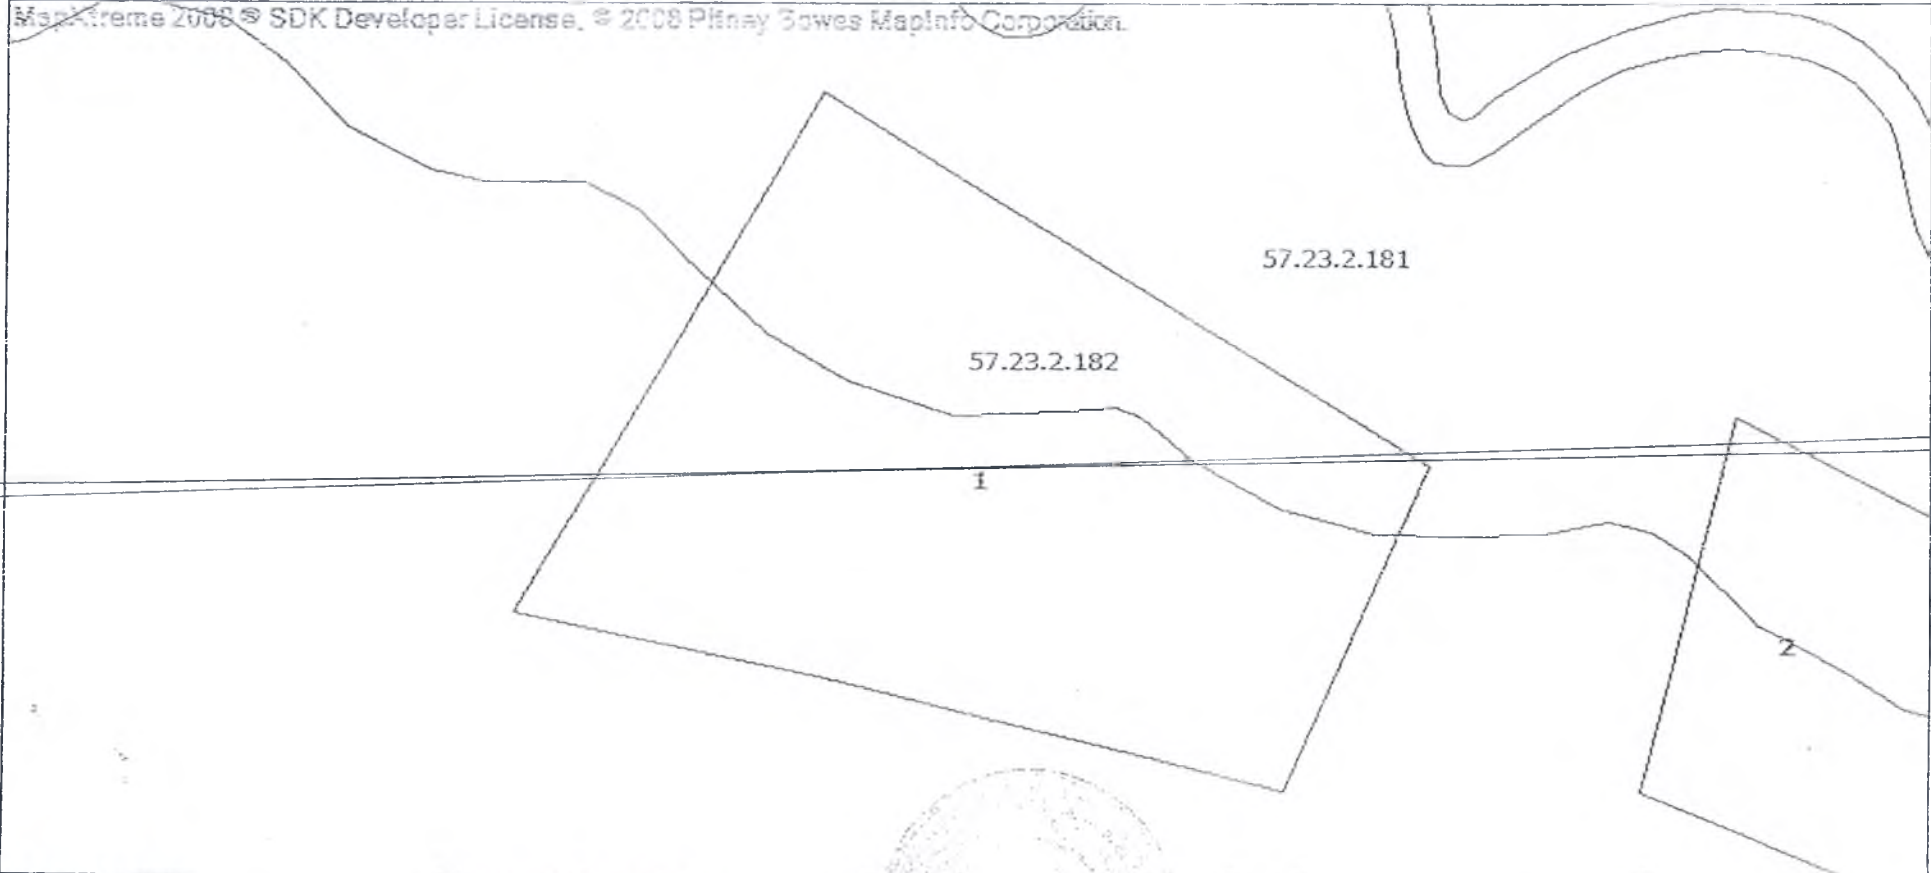 MapXtreme 2008 ® SDK Developer License. © 2008 Pitney Bowes MapInfo Corporation.
57.23.2.181
57.23.2.182
1
2